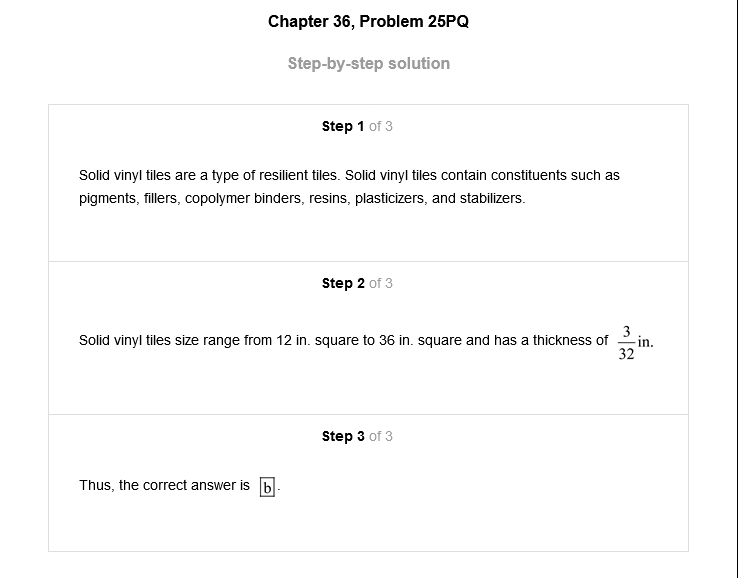 Chapter 36, Problem 25PQ
Step-by-step solution
Step 1 of 3
Solid vinyl tiles are a type of resilient tiles. Solid vinyl tiles contain constituents such as
pigments, fillers, copolymer binders, resins, plasticizers, and stabilizers.
Step 2 of 3
Solid vinyl tiles size range from 12 in. square to 36 in. square and has a thickness of 3/32 in.
Step 3 of 3
Thus, the correct answer is b.